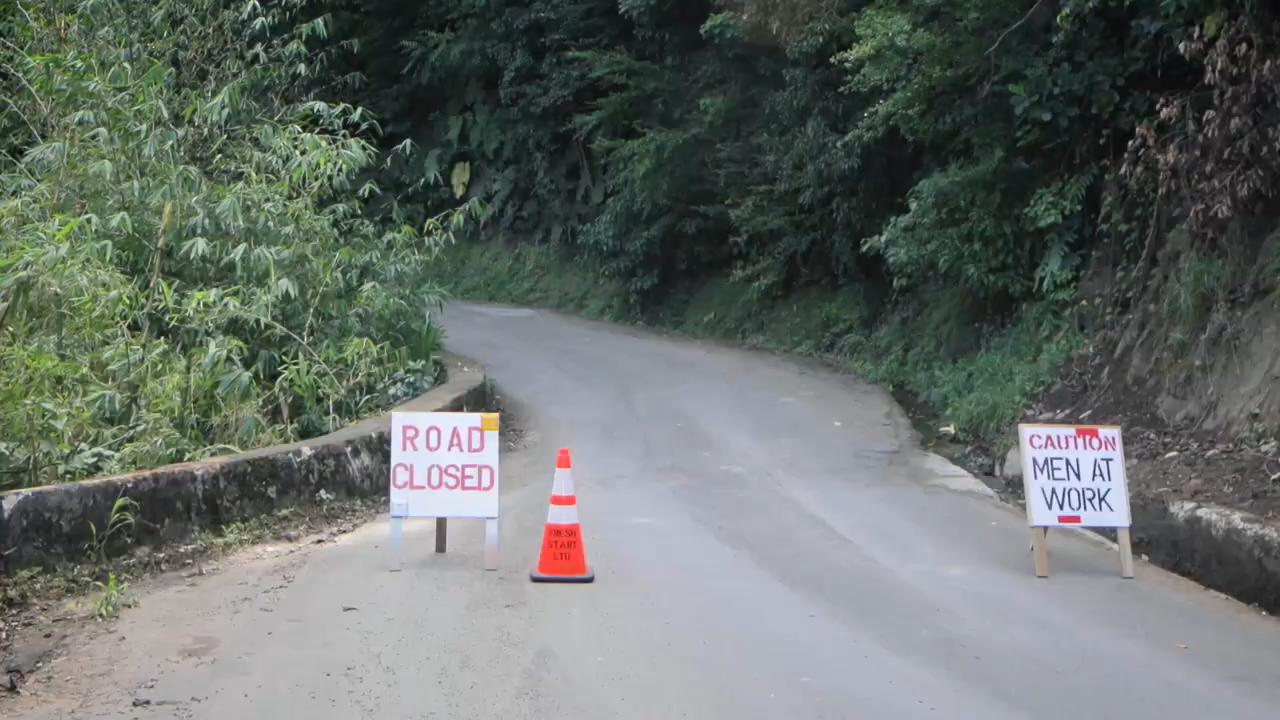 ROAD
CLOSED
FRESH
START
LTD
CAUTION
MEN AT
WORK